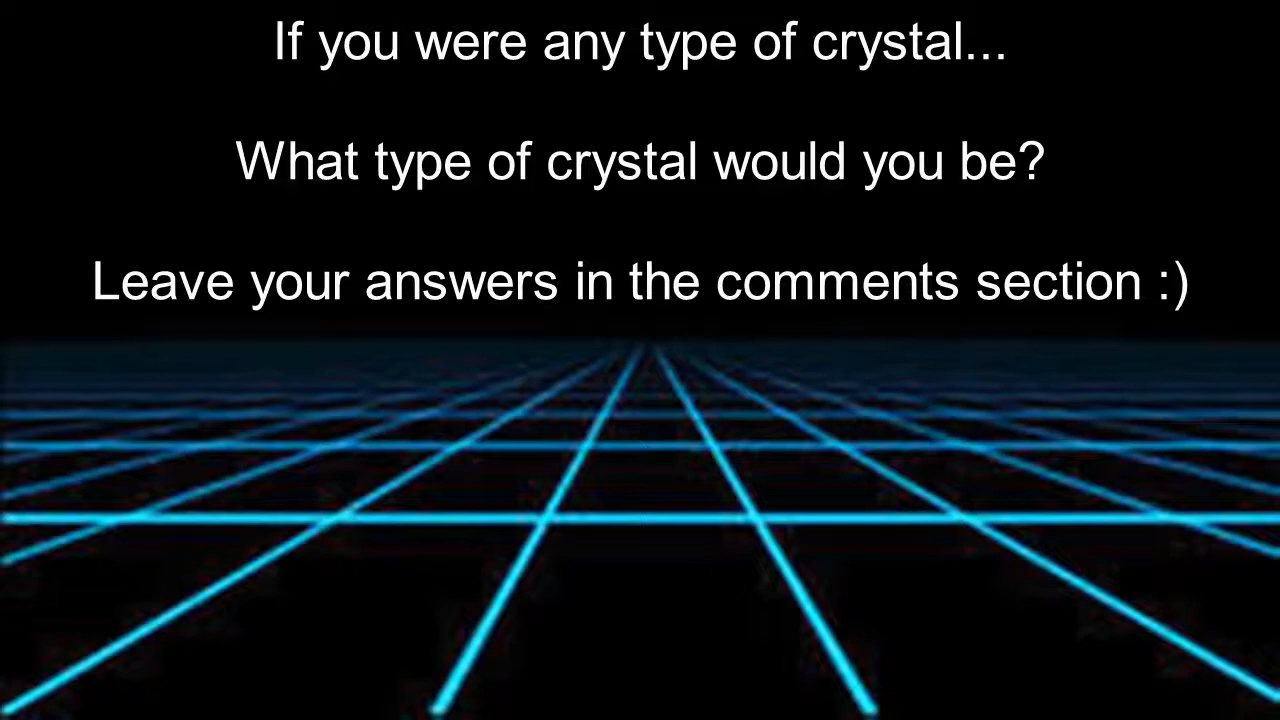 If you were any type of crystal...
What type of crystal would you be?
Leave your answers in the comments section :)